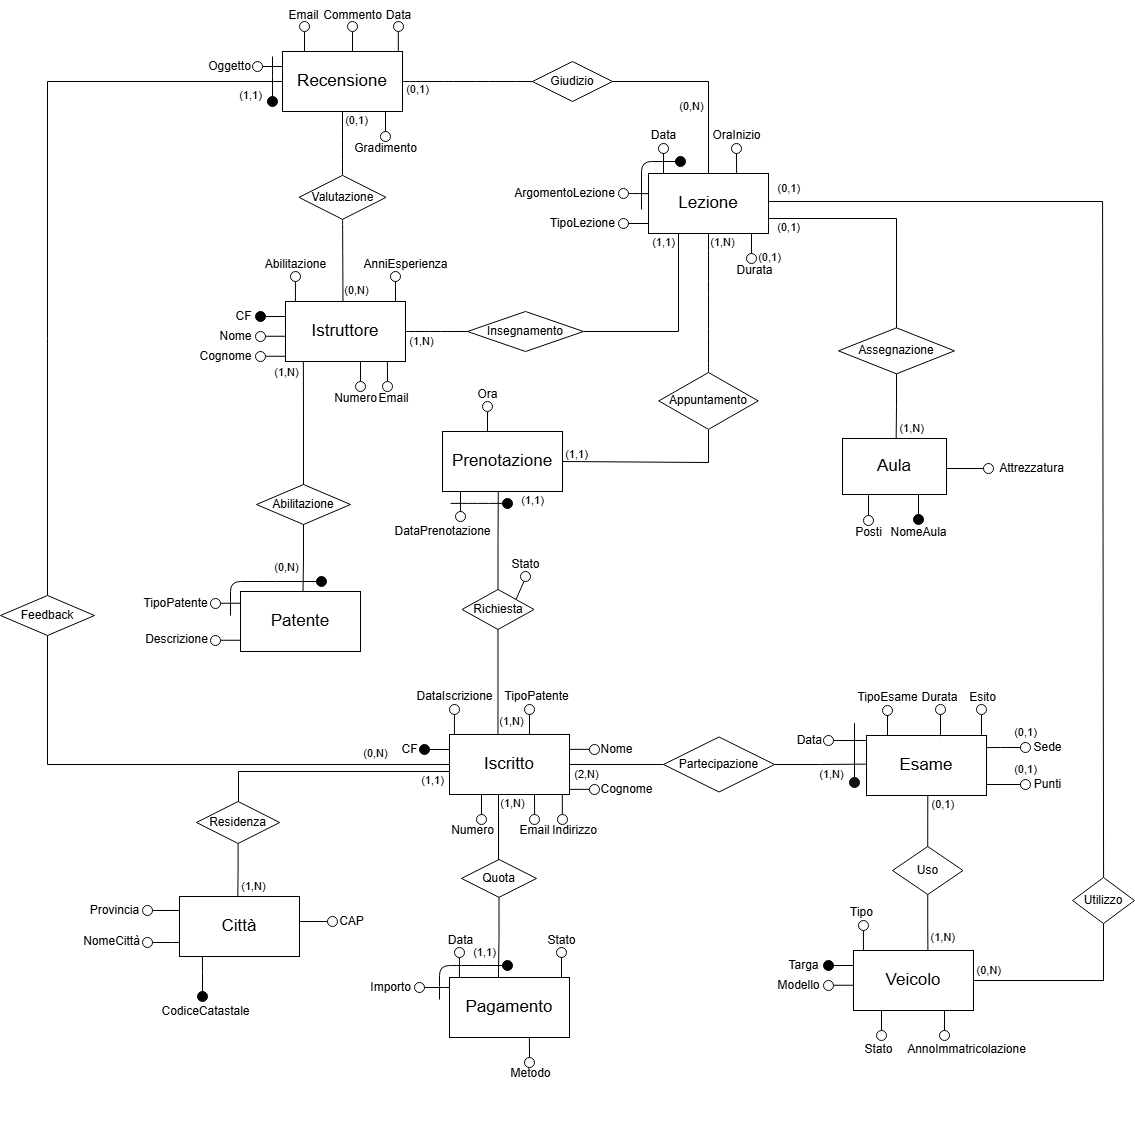 Email Commento Data
Oggetto
Recensione
(1,1)
(0,1)
Giudizio
(0,1)
Gradimento
(0,N)
Data
OraInizio
Valutazione
ArgomentoLezione
Lezione
(0,1)
TipoLezione
(0,1)
(1,1)
(1,N)
(0,1)
Durata
Abilitazione
AnniEsperienza
(0,N)
CF
Nome
Istruttore
Cognome
(1,N)
Insegnamento
Assegnazione
(1,N)
Numero Email
Ora
Appuntamento
(1,N)
Prenotazione
(1,1)
Aula
Attrezzatura
Abilitazione
(1,1)
DataPrenotazione
Posti NomeAula
(0,N)
Stato
TipoPatente
Richiesta
Feedback
Patente
Descrizione
DataIscrizione TipoPatente
TipoEsame Durata Esito
(1,N)
(0,N)
CF
Nome
Iscritto
Data
(0,1)
Sede
Partecipazione
Esame
(1,1)
(2,N)
(1,N)
(0,1)
Punti
Cognome
(1,N)
(0,1)
Residenza
Numero
Email Indirizzo
Quota
Uso
(1,N)
Utilizzo
Provincia
Città
CAP
NomeCittà
Tipo
Data
(1,1)
Stato
(1,N)
Targa
Veicolo
(0,N)
Importo
Modello
CodiceCatastale
Pagamento
Stato
AnnoImmatricolazione
Metodo